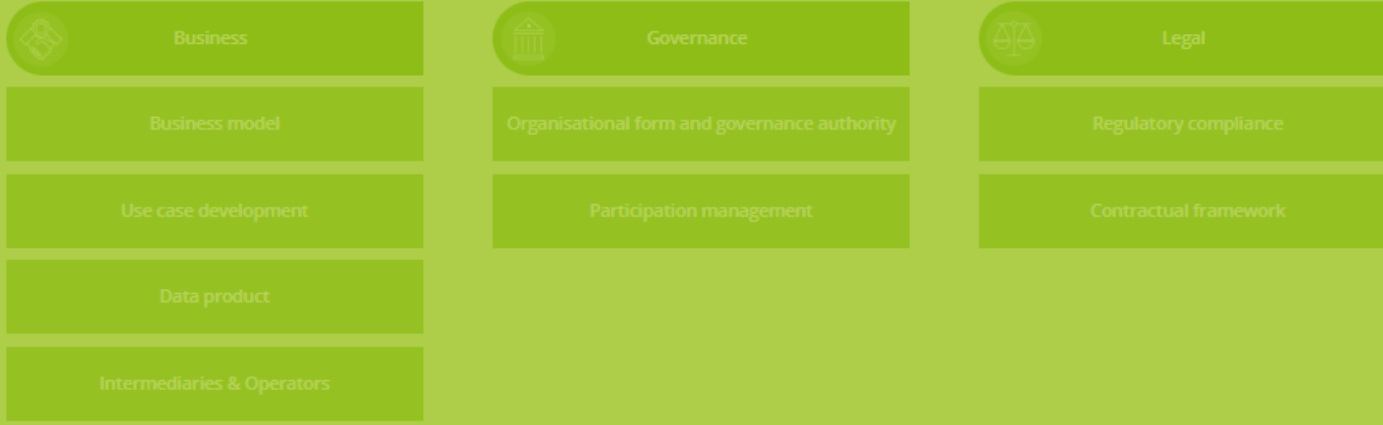 Business
Business model
Use case development
Data product
Intermediaries & Operators
Governance
Organisational form and governance authority
Participation management
Legal
Regulatory compliance
Contractual framework